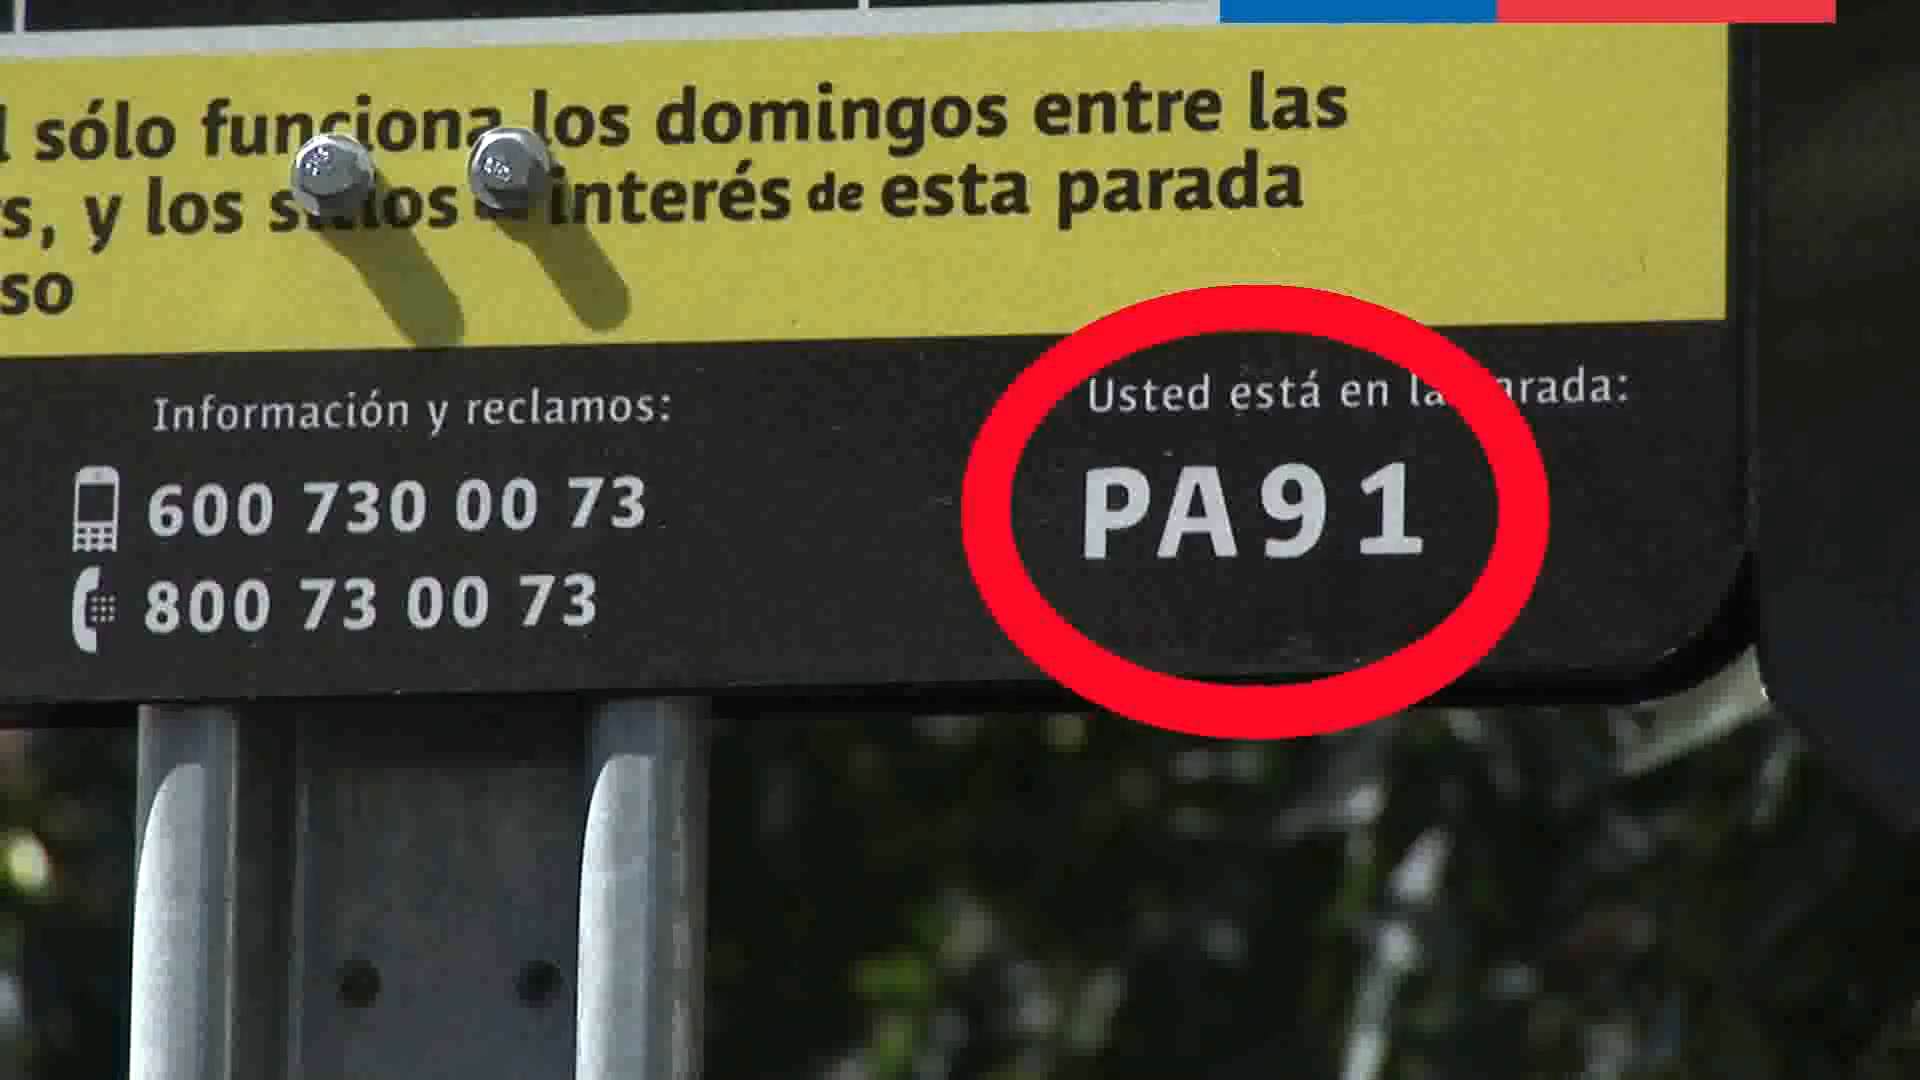 sólo funciona los domingos entre las
s, y los sitios interés de esta parada
so
Información y reclamos:
600 730 00 73
800 73 00 73
Usted está en la parada:
PA91